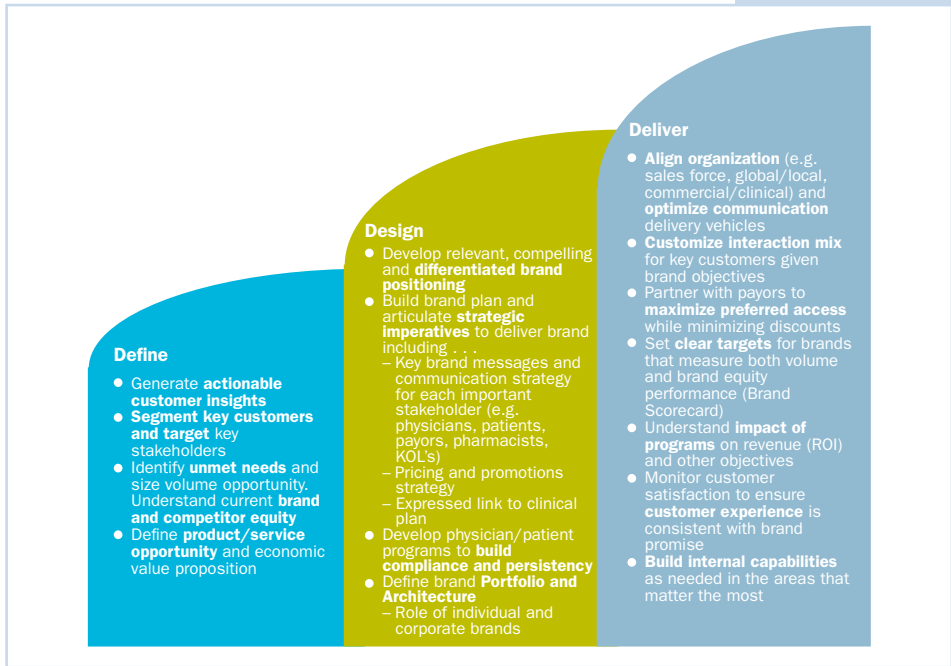 Define
● Generate actionable
customer insights
● Segment key customers
and target key
stakeholders
● Identify unmet needs and
size volume opportunity.
Understand current brand
and competitor equity
● Define product/service
opportunity and economic
value proposition
Design
● Develop relevant, compelling
and differentiated brand
positioning
● Build brand plan and
articulate strategic
imperatives to deliver brand
including . . .
– Key brand messages and
communication strategy
for each important
stakeholder (e.g.
physicians, patients,
payors, pharmacists,
KOL's)
– Pricing and promotions
strategy
– Expressed link to clinical
plan
● Develop physician/patient
programs to build
compliance and persistency
● Define brand Portfolio and
Architecture
– Role of individual and
corporate brands
Deliver
● Align organization (e.g.
sales force, global/local,
commercial/clinical) and
optimize communication
delivery vehicles
● Customize interaction mix
for key customers given
brand objectives
● Partner with payors to
maximize preferred access
while minimizing discounts
● Set clear targets for brands
that measure both volume
and brand equity
performance (Brand
Scorecard)
● Understand impact of
programs on revenue (ROI)
and other objectives
● Monitor customer
satisfaction to ensure
customer experience is
consistent with brand
promise
● Build internal capabilities
as needed in the areas that
matter the most